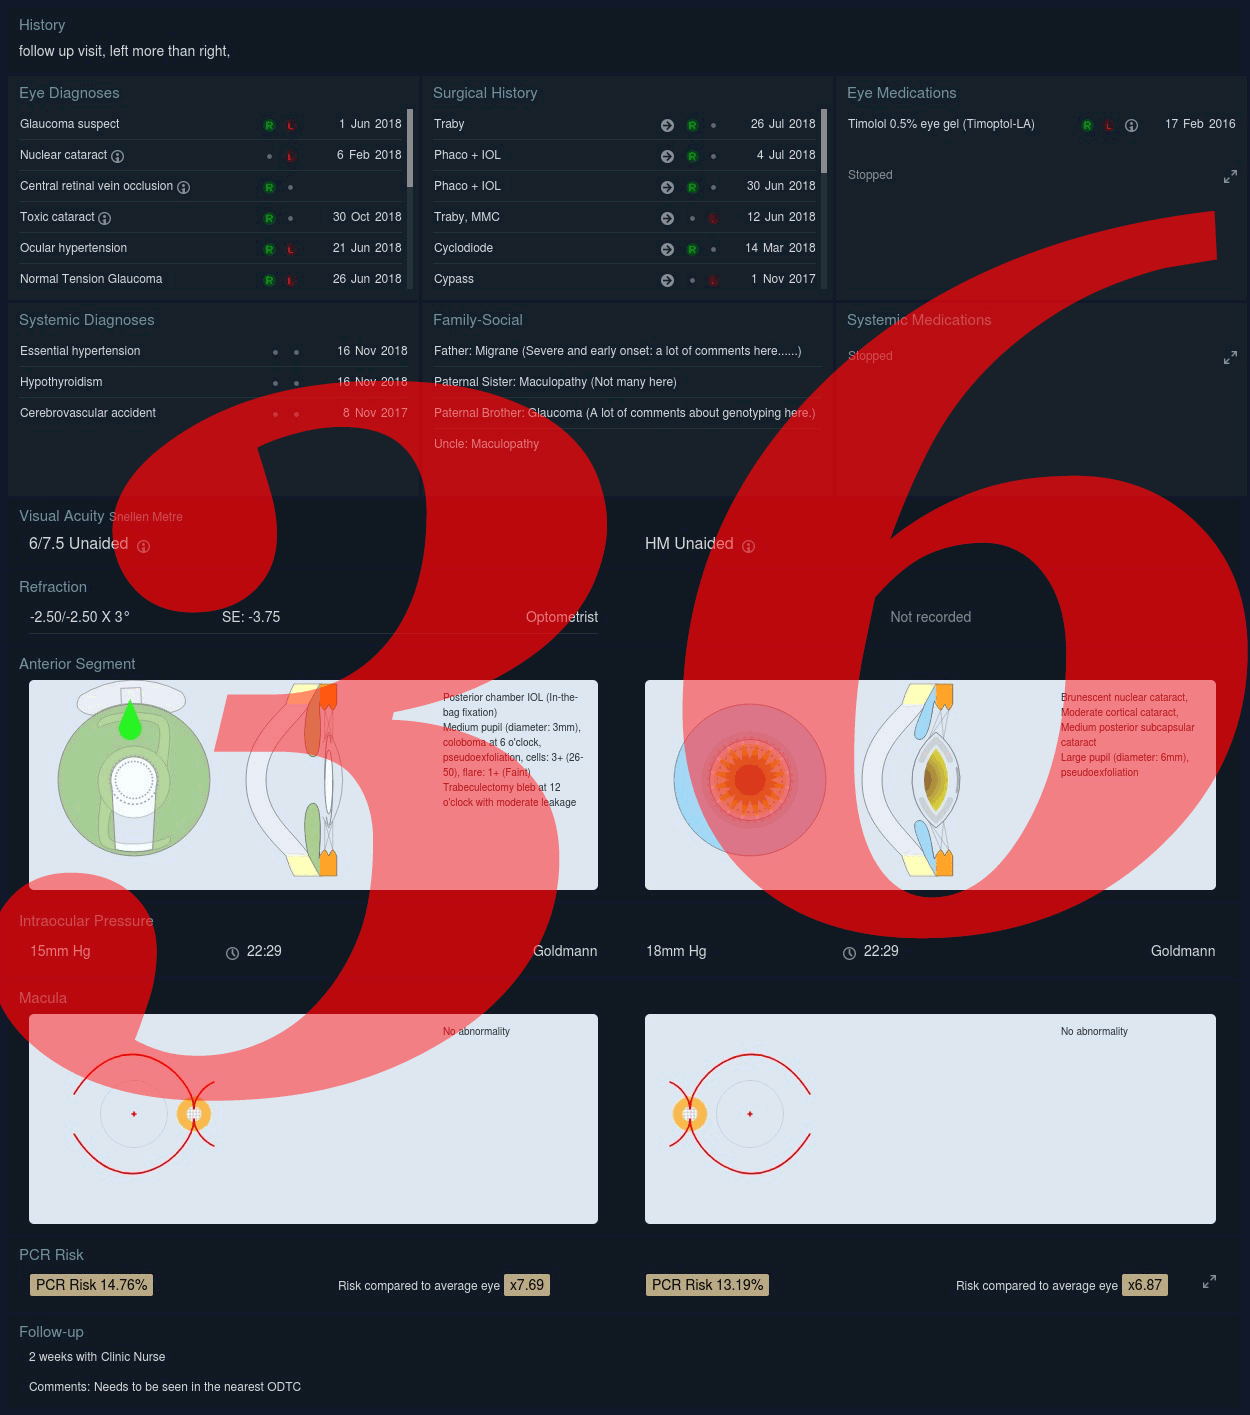 History
follow up visit, left more than right,
Eye Diagnoses
Glaucoma suspect R L 1 Jun 2018
Nuclear cataract L 6 Feb 2018
Central retinal vein occlusion R
Toxic cataract R 30 Oct 2018
Ocular hypertension R L 21 Jun 2018
Normal Tension Glaucoma R L 26 Jun 2018
Surgical History
Traby R 26 Jul 2018
Phaco + IOL R 4 Jul 2018
Phaco + IOL R 30 Jun 2018
Traby, MMC L 12 Jun 2018
Cyclodiode R 14 Mar 2018
Cypass L 1 Nov 2017
Eye Medications
Timolol 0.5% eye gel (Timoptol-LA) R L 17 Feb 2016
Stopped
Systemic Diagnoses
Essential hypertension 16 Nov 2018
Hypothyroidism 16 Nov 2018
Cerebrovascular accident 8 Nov 2017
Family-Social
Father: Migrane (Severe and early onset: a lot of comments here......)
Paternal Sister: Maculopathy (Not many here)
Paternal Brother: Glaucoma (A lot of comments about genotyping here.)
Uncle: Maculopathy
Systemic Medications
Stopped
36
Visual Acuity Snellen Metre
6/7.5 Unaided
HM Unaided
Refraction
-2.50/-2.50 X 3° SE: -3.75 Optometrist
Not recorded
Anterior Segment
Posterior chamber IOL (In-the-
bag fixation)
Medium pupil (diameter: 3mm),
coloboma at 6 o'clock,
pseudoexfoliation, cells: 3+ (26-
50), flare: 1+ (Faint)
Trabeculectomy bleb at 12
o'clock with moderate leakage
Brunescent nuclear cataract,
Moderate cortical cataract,
Medium posterior subcapsular
cataract
Large pupil (diameter: 6mm),
pseudoexfoliation
Intraocular Pressure
15mm Hg 22:29 Goldmann
18mm Hg 22:29 Goldmann
Macula
No abnormality
No abnormality
PCR Risk
PCR Risk 14.76% Risk compared to average eye x7.69
PCR Risk 13.19% Risk compared to average eye x6.87
Follow-up
2 weeks with Clinic Nurse
Comments: Needs to be seen in the nearest ODTC